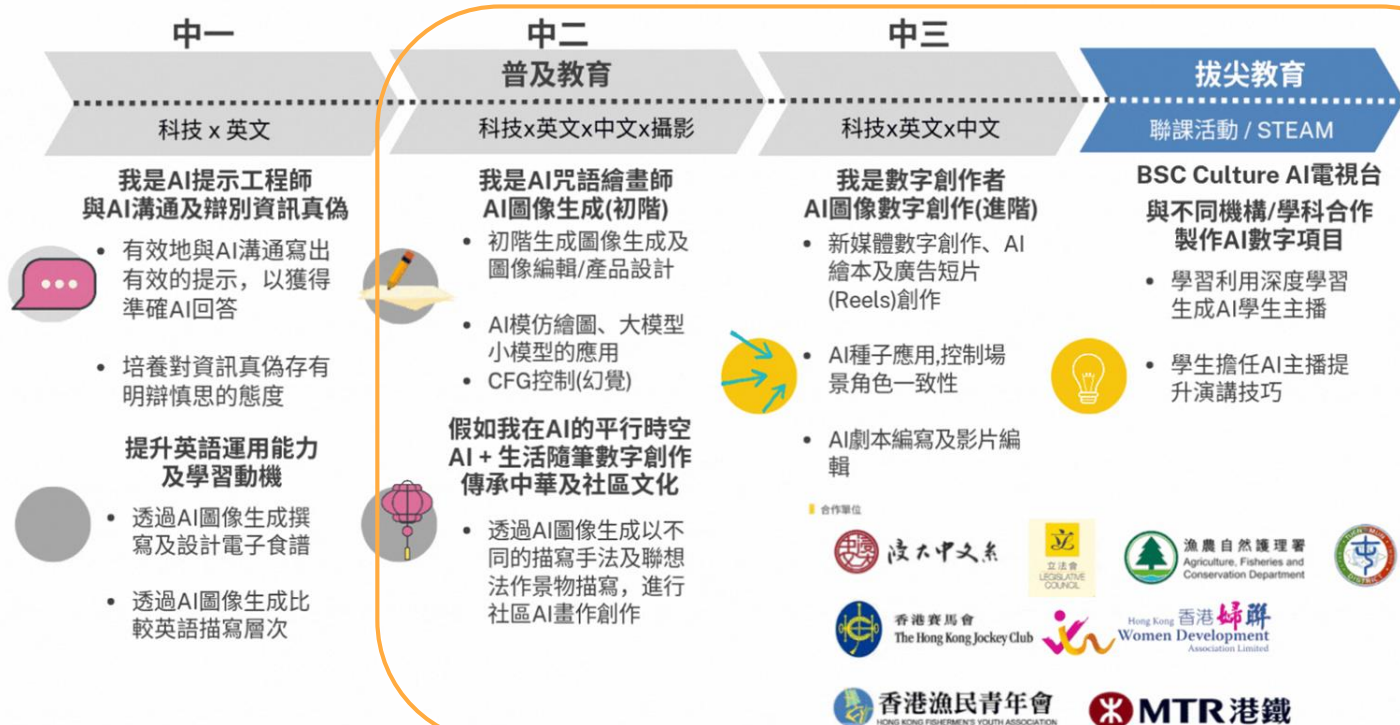 中一
中二
中三
普及教育
拔尖教育
科技 x 英文
科技x英文x中文x攝影
科技x英文x中文
聯課活動 / STEAM
我是AI提示工程師
與AI溝通及辯別資訊真偽
• 有效地與AI溝通寫出
有效的提示，以獲得
準確AI回答
• 培養對資訊真偽存有
明辯慎思的態度
提升英語運用能力
及學習動機
• 透過AI圖像生成撰
寫及設計電子食譜
• 透過AI圖像生成比
較英語描寫層次
我是AI咒語繪畫師
AI圖像生成(初階)
• 初階生成圖像生成及
圖像編輯/產品設計
• AI模仿繪圖、大模型
小模型的應用
• CFG控制(幻覺)
假如我在AI的平行時空
AI + 生活隨筆數字創作
傳承中華及社區文化
• 透過AI圖像生成以不
同的描寫手法及聯想
法作景物描寫，進行
社區AI畫作創作
我是數字創作者
AI圖像數字創作(進階)
• 新媒體數字創作、AI
繪本及廣告短片
(Reels)創作
• AI種子應用,控制場
景角色一致性
• AI劇本編寫及影片編
輯
BSC Culture AI電視台
與不同機構/學科合作
製作AI數字項目
• 學習利用深度學習
生成AI學生主播
• 學生擔任AI主播提
升演講技巧
合作單位
浸大中文系
立
立法會
LEGISLATIVE
COUNCIL
漁農自然護理署
Agriculture, Fisheries and
Conservation Department
香港賽馬會
The Hong Kong Jockey Club
Hong Kong 香港婦聯
Women Development
Association Limited
香港漁民青年會
HONG KONG FISHERMEN'S YOUTH ASSOCIATION
MTR 港鐵